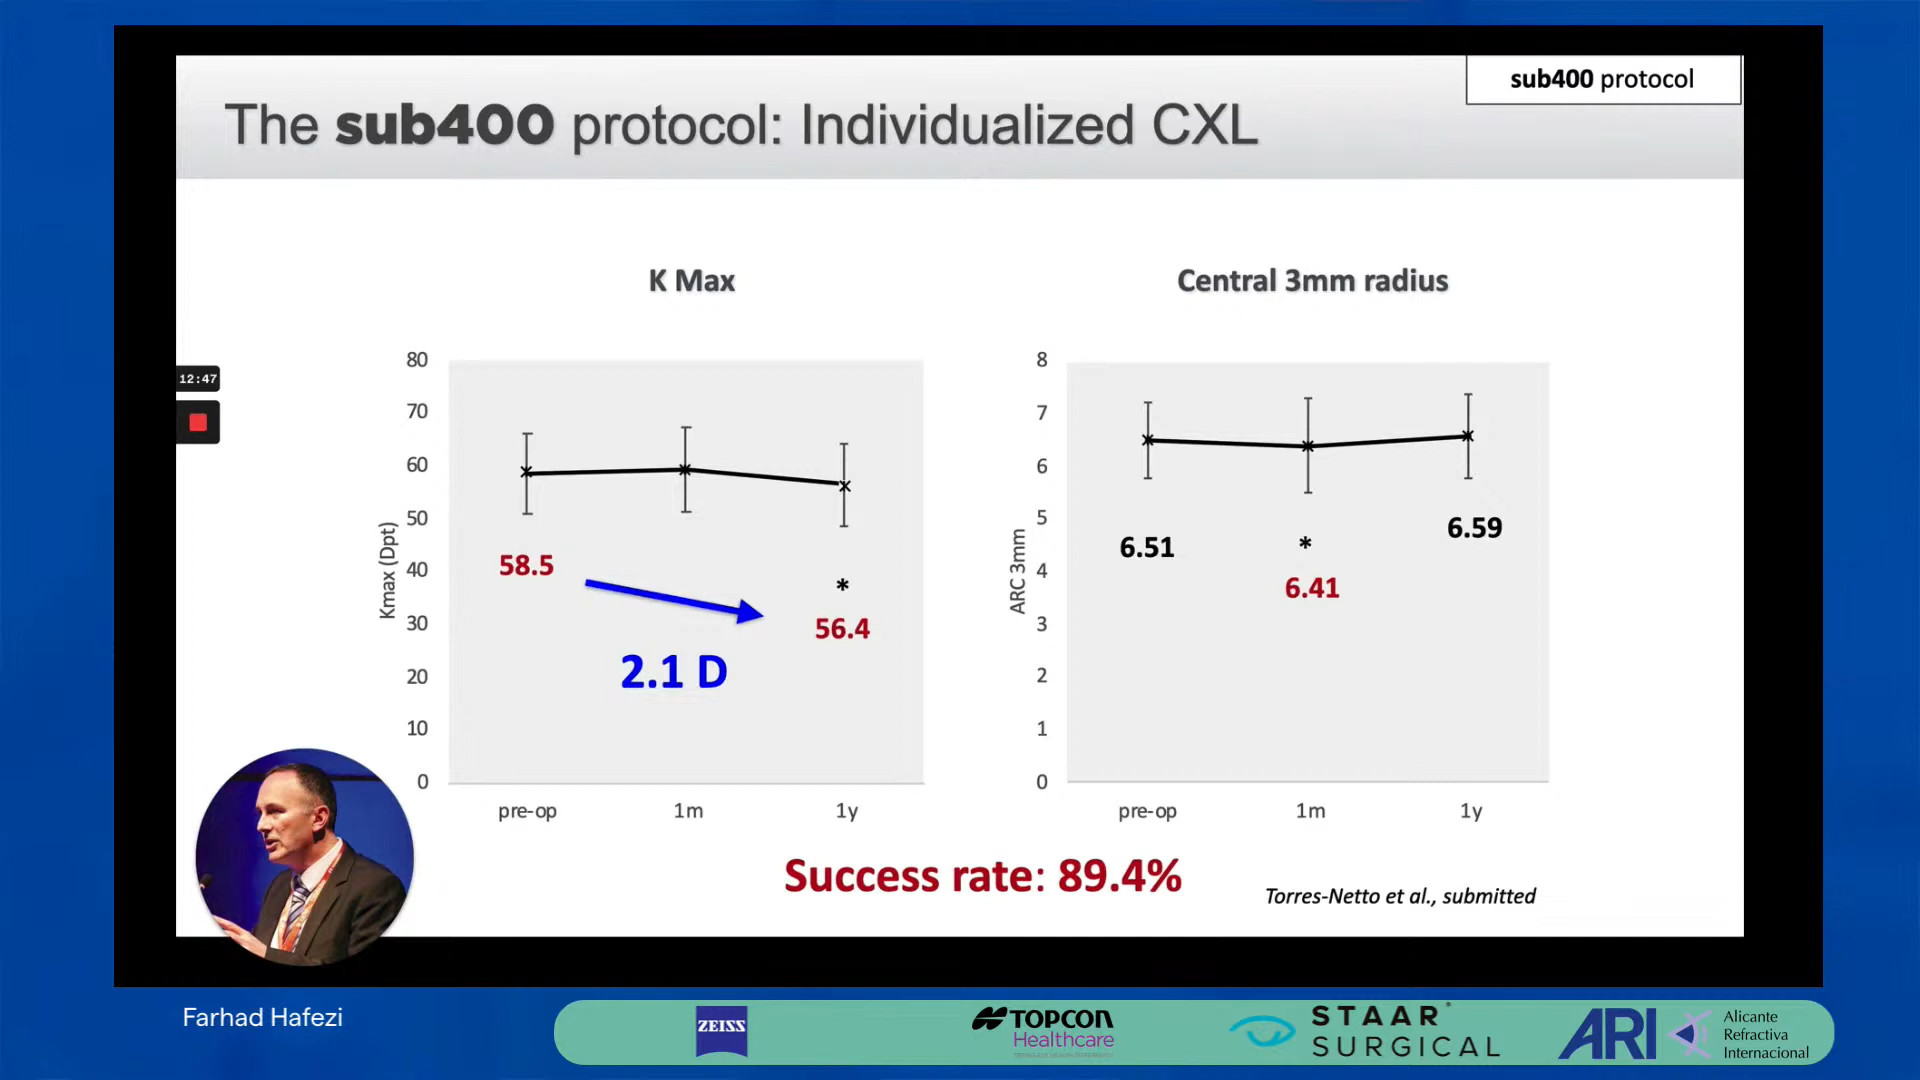 sub400 protocol
The sub400 protocol: Individualized CXL
K Max
80
70
60
50
40
30
20
10
0
Kmax (Dpt)
58.5
*
56.4
2.1 D
pre-op 1m 1y
Central 3mm radius
8
7
6
5
4
3
2
1
0
ARC 3mm
6.51
*
6.41
6.59
pre-op 1m 1y
12:47
Success rate: 89.4%
Torres-Netto et al., submitted
Farhad Hafezi
ZEISS
TOPCON
Healthcare
STAAR
SURGICAL
ARI
Alicante
Refractiva
Internacional